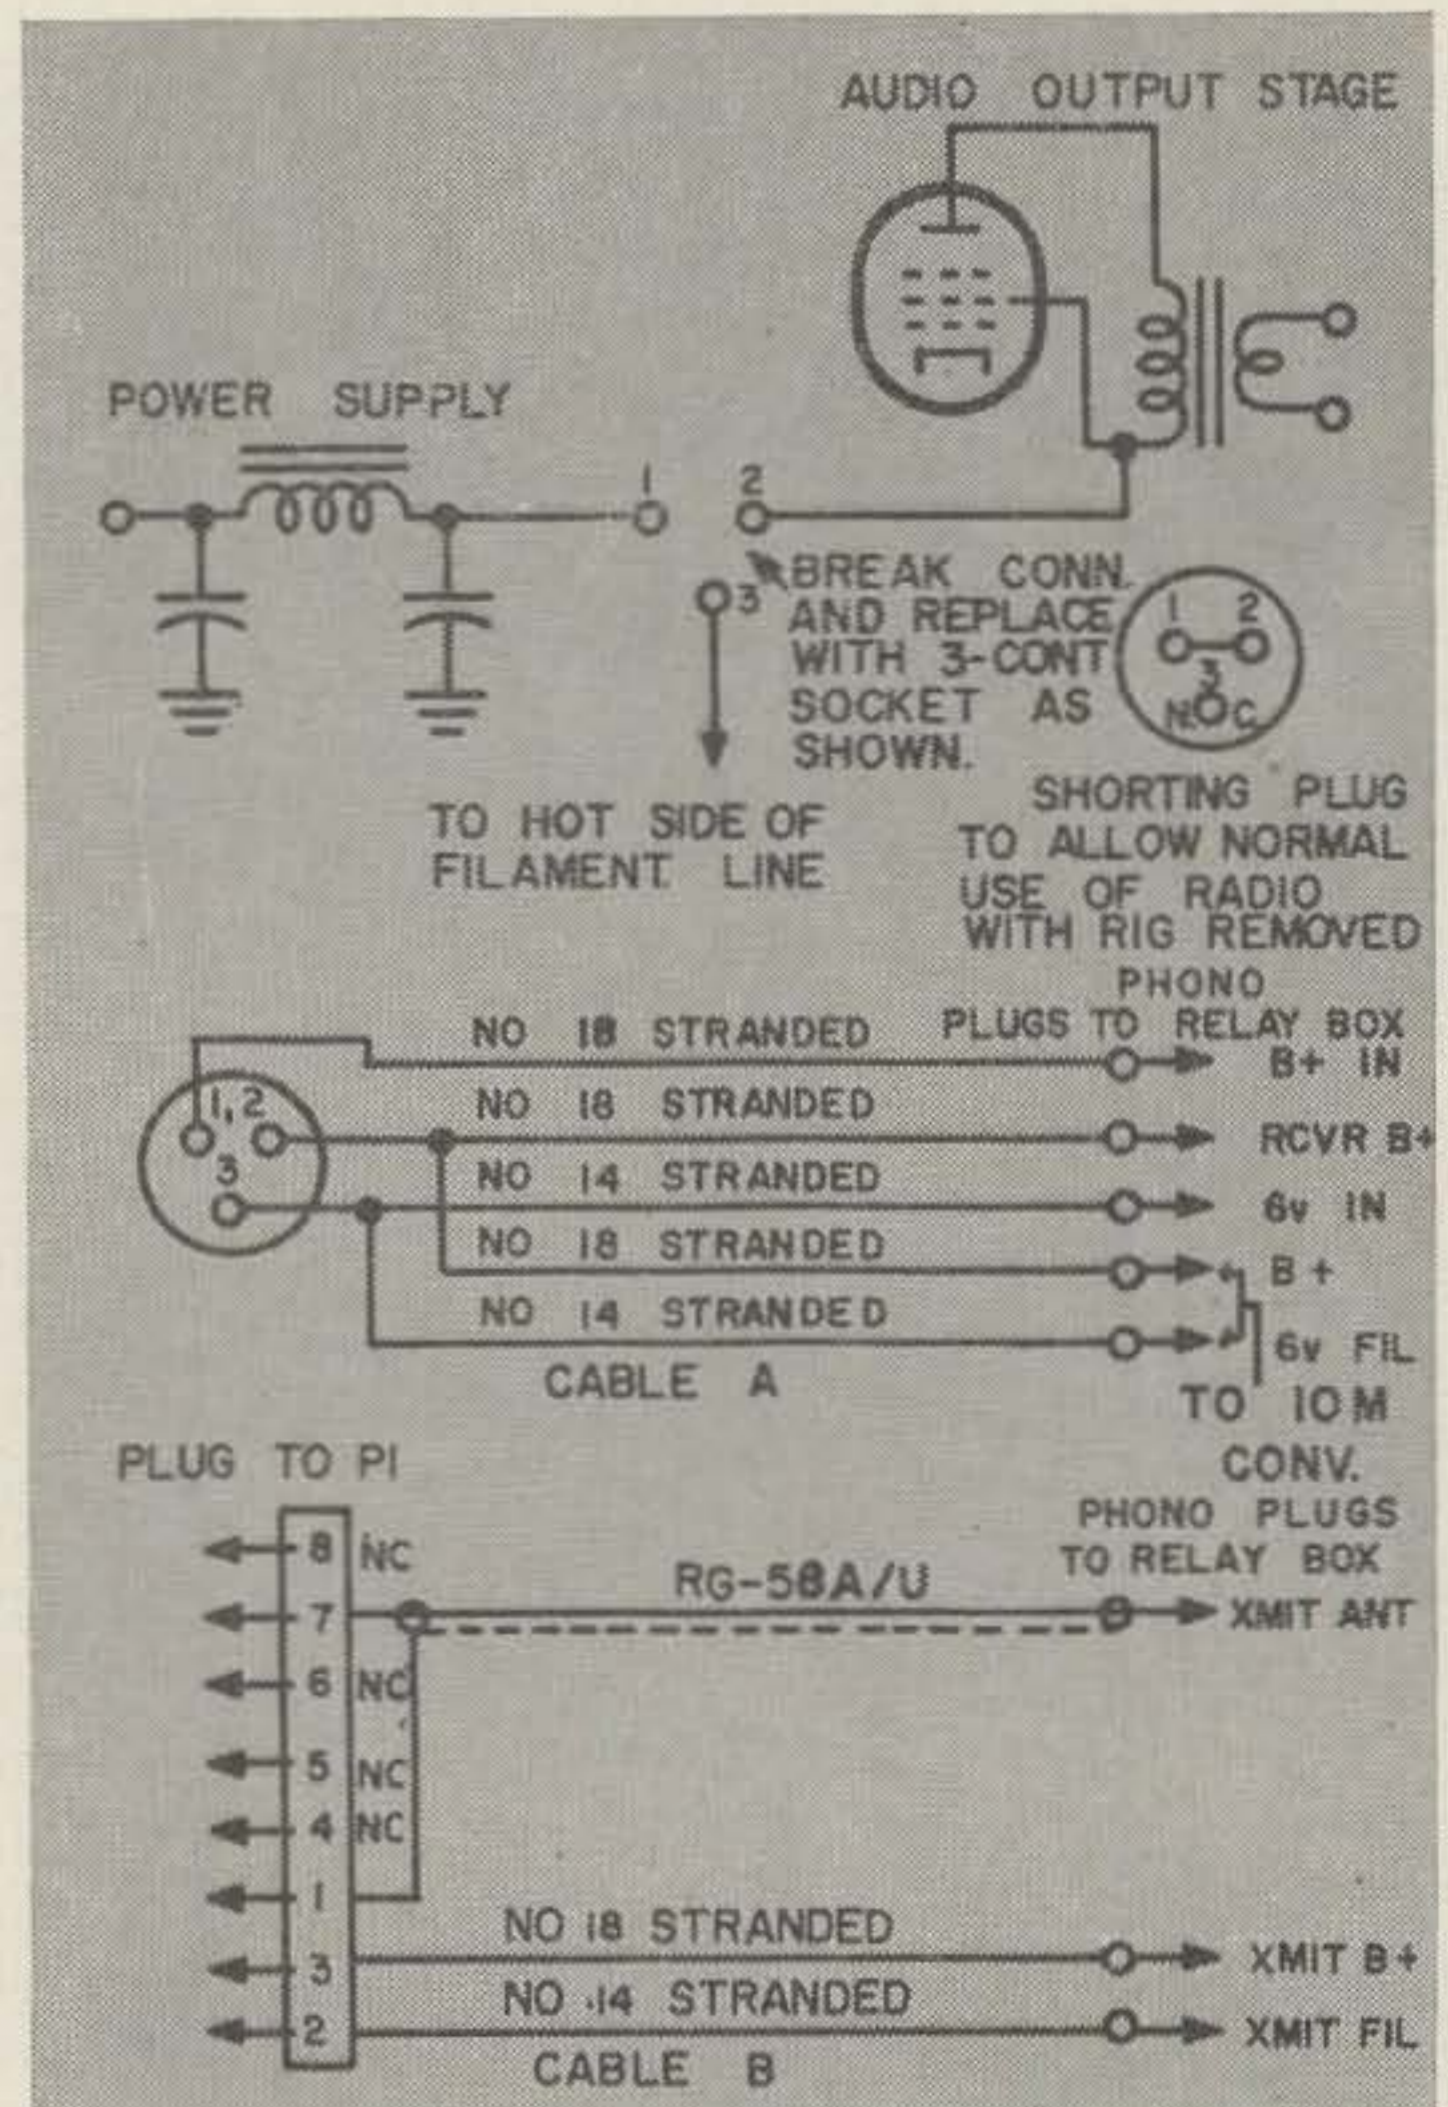 AUDIO OUTPUT STAGE
POWER SUPPLY
1
2
3
BREAK CONN.
AND REPLACE
WITH 3-CONT
SOCKET AS
SHOWN.
1 2
3
N. C.
TO HOT SIDE OF
FILAMENT LINE
SHORTING PLUG
TO ALLOW NORMAL
USE OF RADIO
WITH RIG REMOVED
PHONO
PLUGS TO RELAY BOX
NO 18 STRANDED
B+ IN
1, 2
NO 18 STRANDED
RCVR B+
3
NO 14 STRANDED
6v IN
NO 18 STRANDED
B+
NO 14 STRANDED
6v FIL
CABLE A
TO 10M
CONV.
PLUG TO P1
PHONO PLUGS
TO RELAY BOX
8 NC
RG-58A/U
7
XMIT ANT
6 NC
5 NC
4 NC
1
NO 18 STRANDED
3
XMIT B+
NO 14 STRANDED
2
XMIT FIL
CABLE B